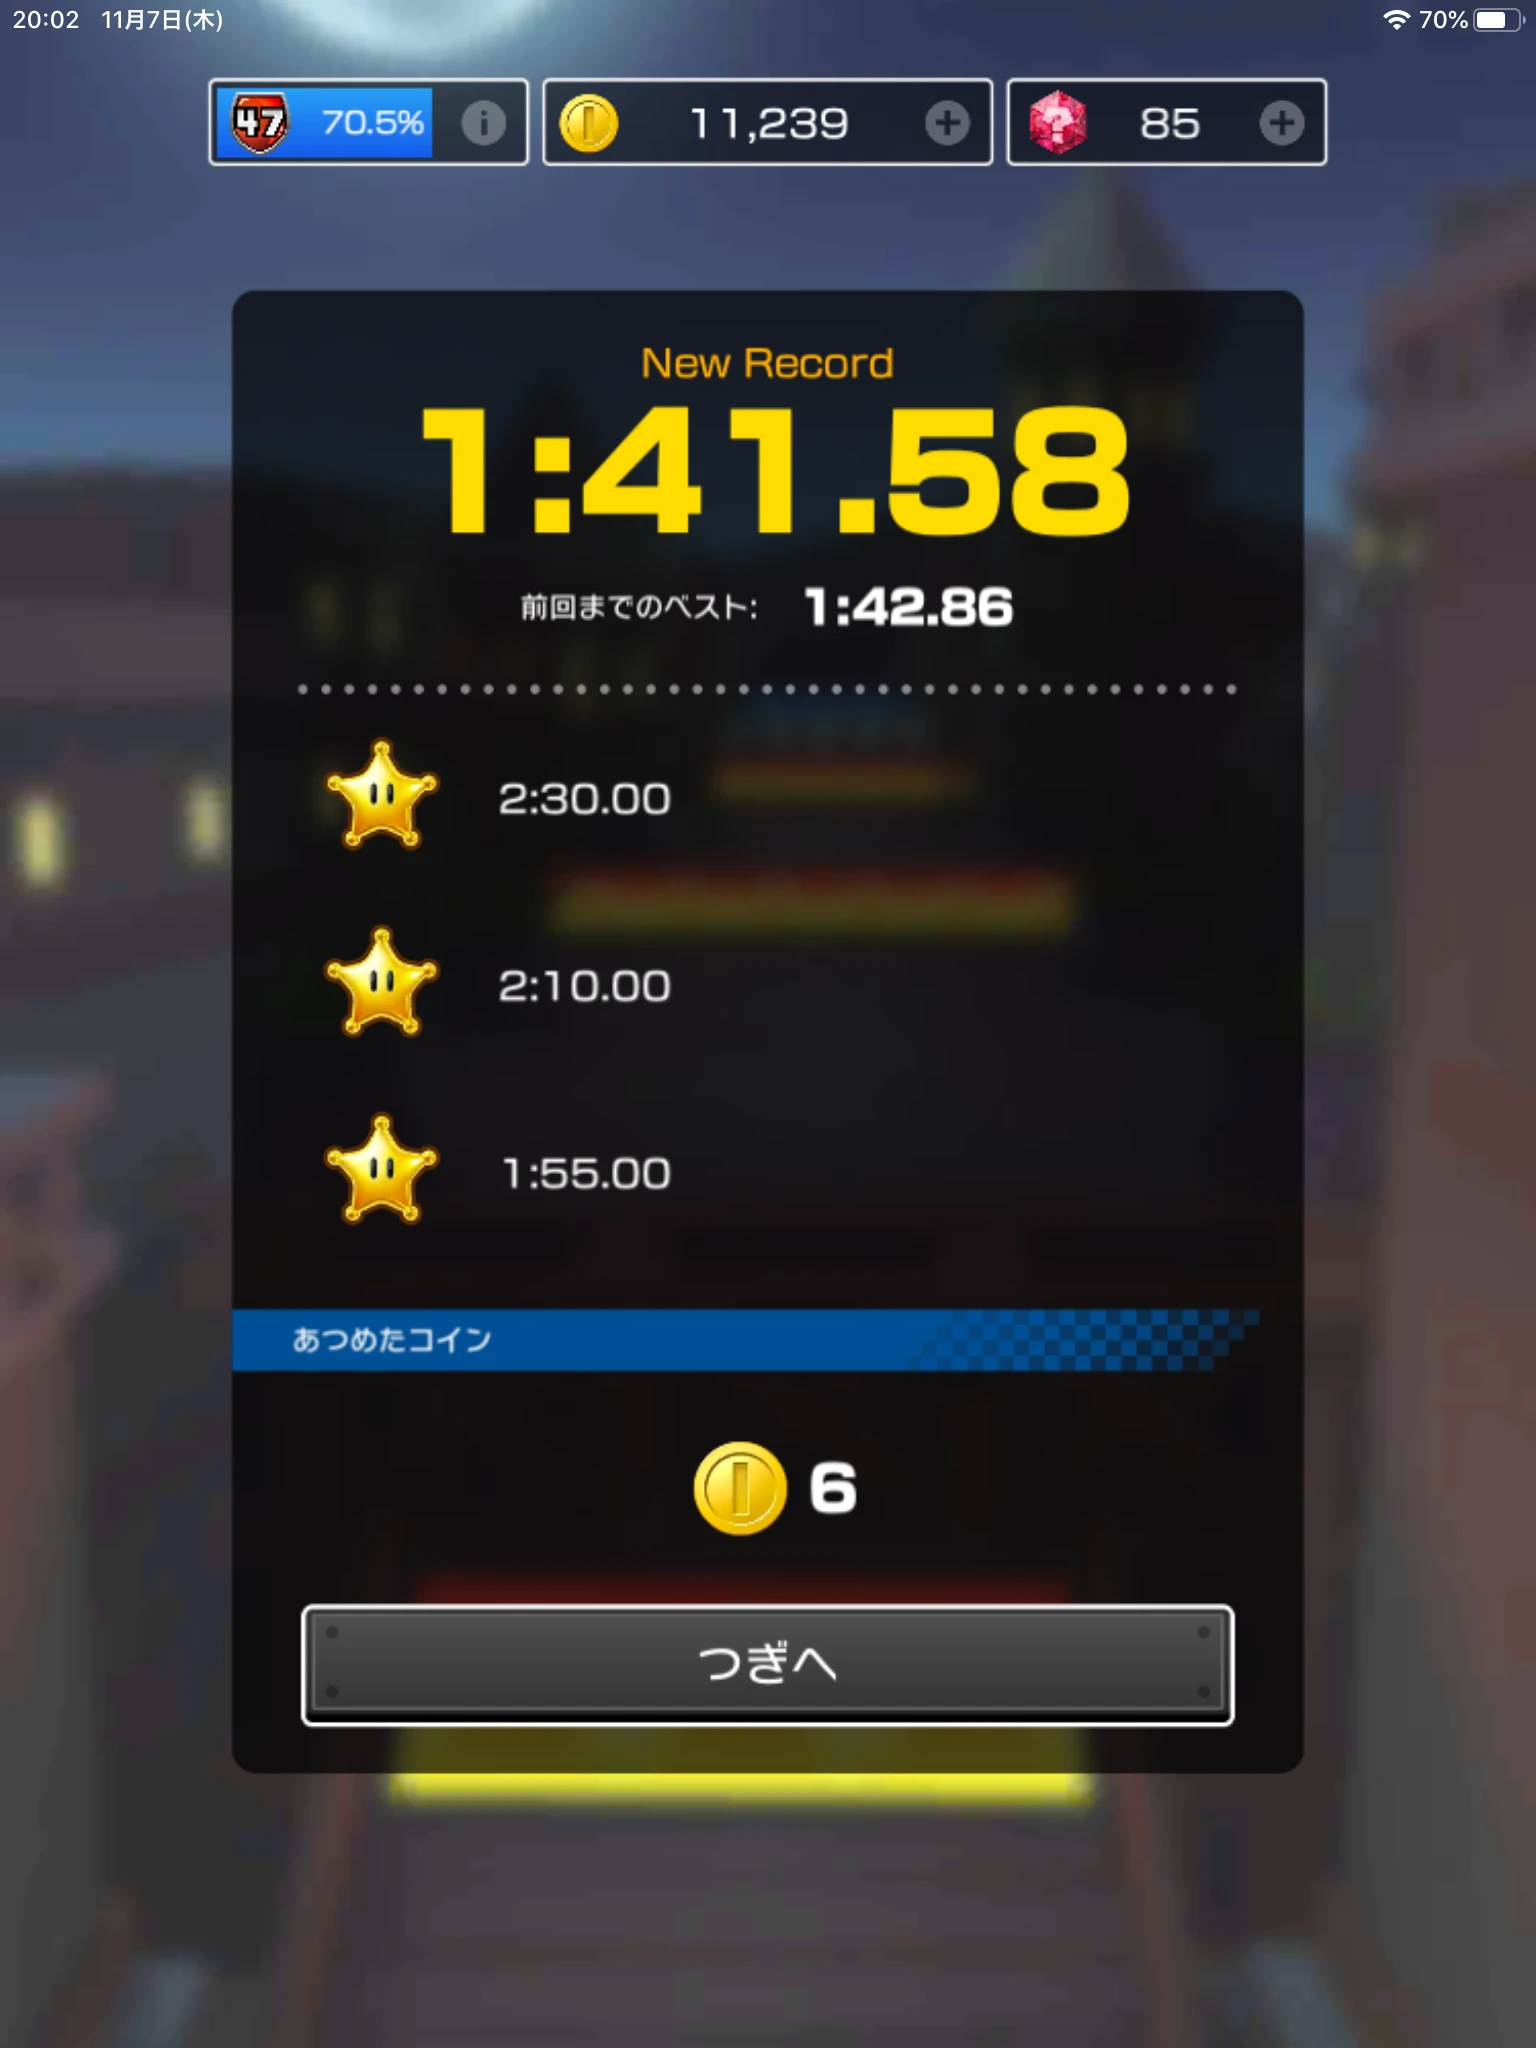 20:02 11月7日(木) 70%
47 70.5% i 11,239 + ? 85 +
New Record
1:41.58
前回までのベスト: 1:42.86
2:30.00
2:10.00
1:55.00
あつめたコイン
6
つぎへ